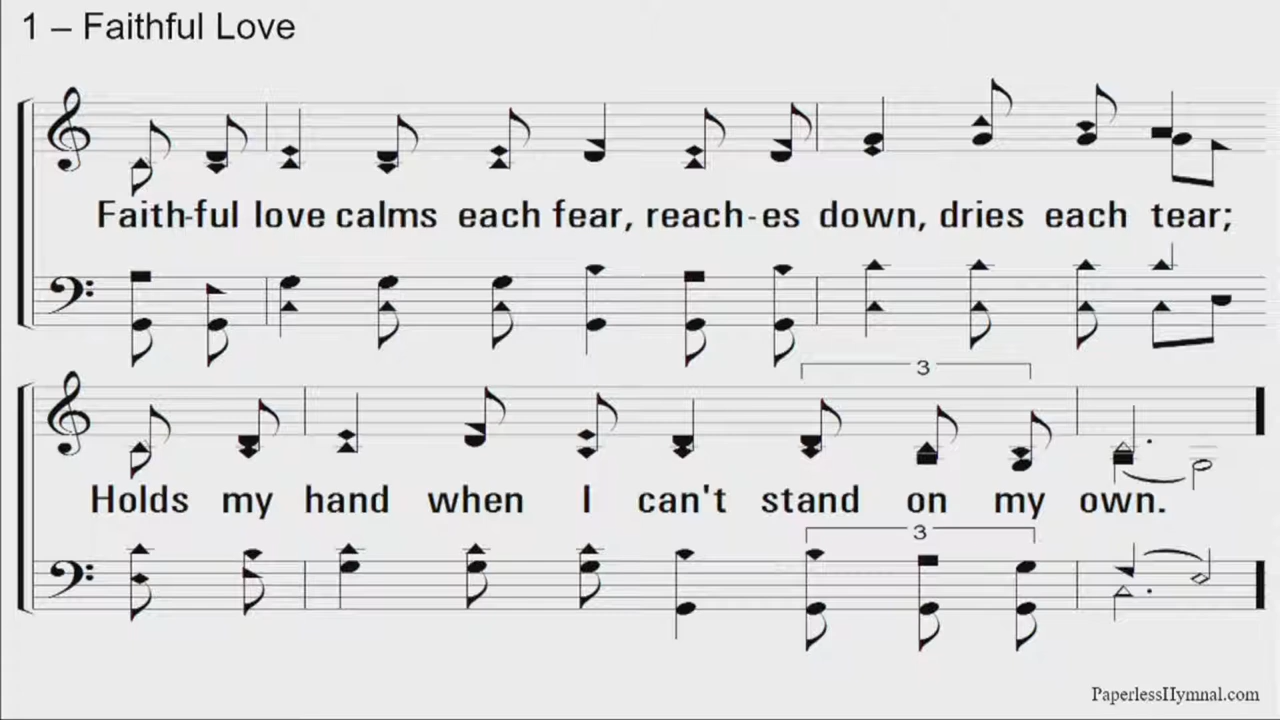 1 – Faithful Love
Faith-ful love calms each fear, reach-es down, dries each tear;
3
Holds my hand when I can't stand on my own.
3
PaperlessHymnal.com